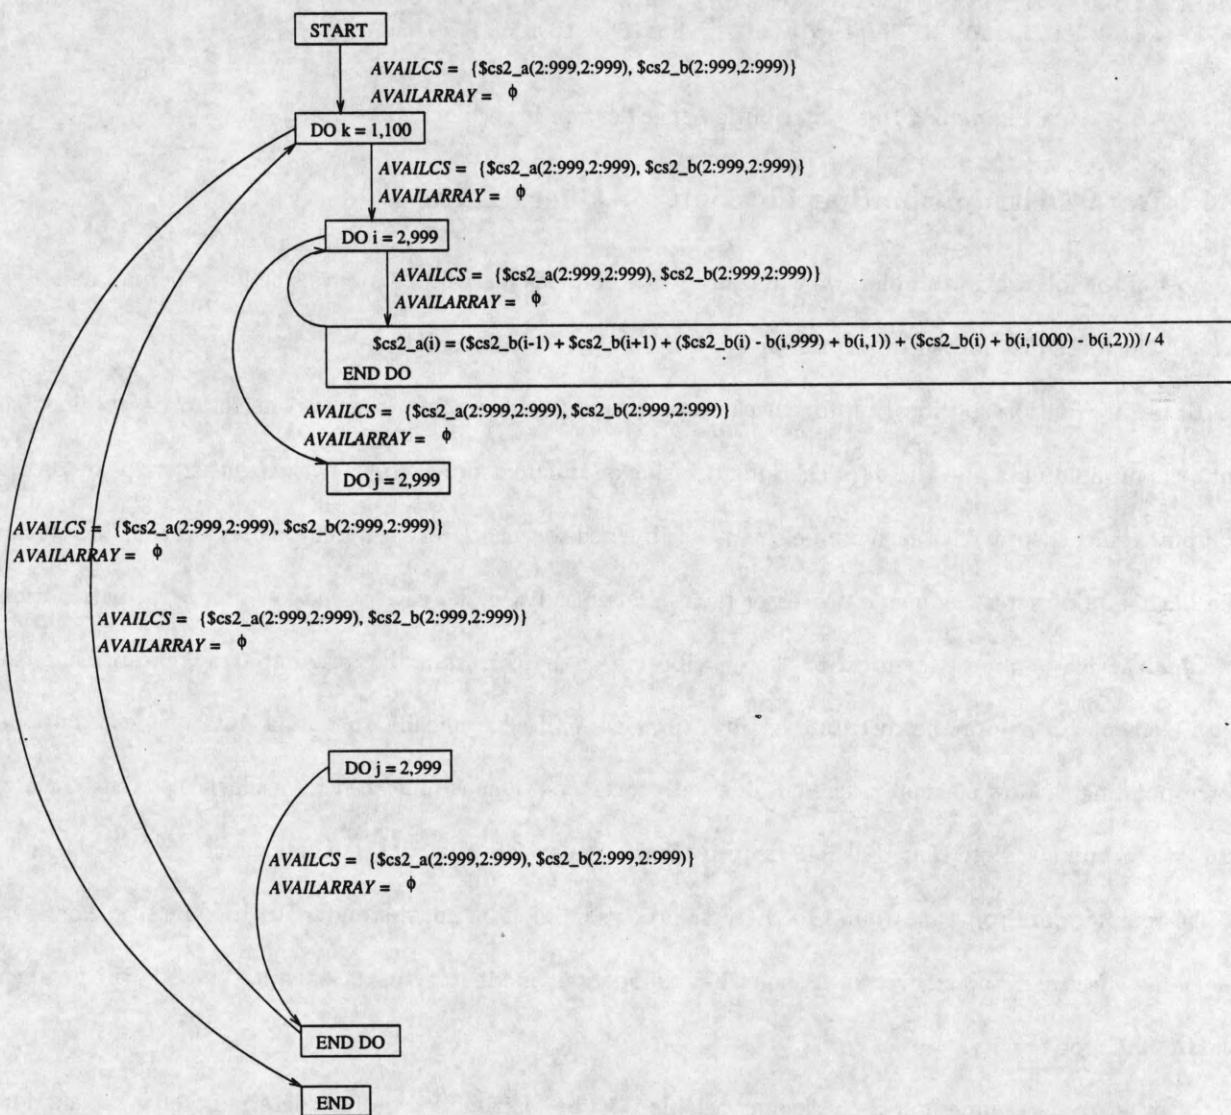 START
AVAILCS = {$cs2_a(2:999,2:999), $cs2_b(2:999,2:999)}
AVAILARRAY = ϕ
DO k = 1,100
AVAILCS = {$cs2_a(2:999,2:999), $cs2_b(2:999,2:999)}
AVAILARRAY = ϕ
DO i = 2,999
AVAILCS = {$cs2_a(2:999,2:999), $cs2_b(2:999,2:999)}
AVAILARRAY = ϕ
$cs2_a(i) = ($cs2_b(i-1) + $cs2_b(i+1) + ($cs2_b(i) - b(i,999) + b(i,1)) + ($cs2_b(i) + b(i,1000) - b(i,2))) / 4
END DO
AVAILCS = {$cs2_a(2:999,2:999), $cs2_b(2:999,2:999)}
AVAILARRAY = ϕ
DO j = 2,999
AVAILCS = {$cs2_a(2:999,2:999), $cs2_b(2:999,2:999)}
AVAILARRAY = ϕ
AVAILCS = {$cs2_a(2:999,2:999), $cs2_b(2:999,2:999)}
AVAILARRAY = ϕ
DO j = 2,999
AVAILCS = {$cs2_a(2:999,2:999), $cs2_b(2:999,2:999)}
AVAILARRAY = ϕ
END DO
END